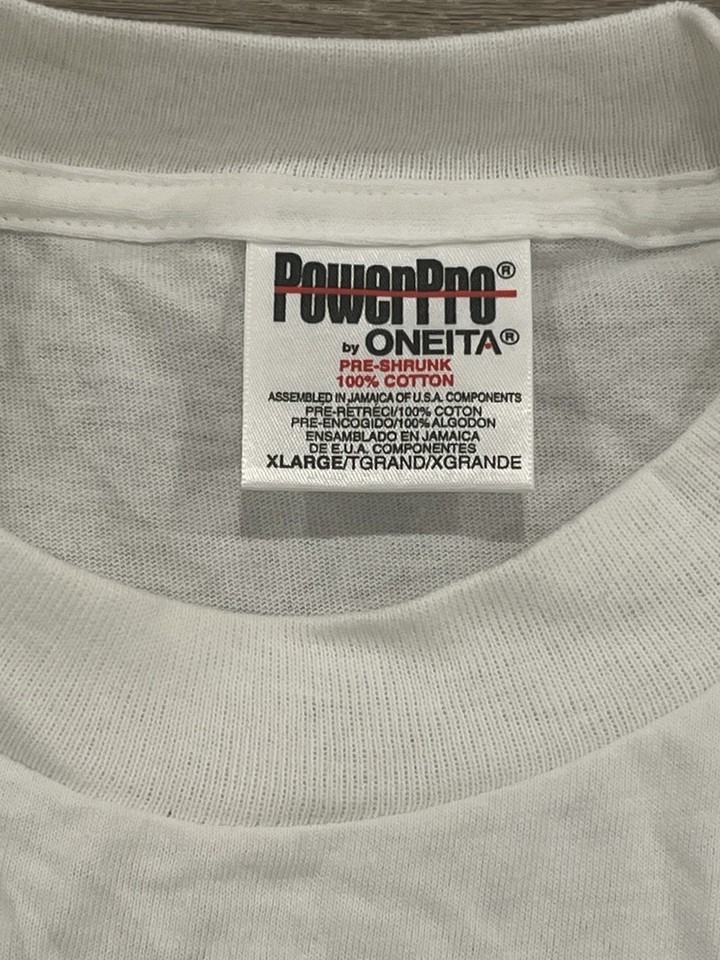 PowerPro®
by ONEITA®
PRE-SHRUNK
100% COTTON
ASSEMBLED IN JAMAICA OF U.S.A. COMPONENTS
PRE-RÉTRÉCI/100% COTON
PRE-ENCOGIDO/100% ALGODON
ENSAMBLADO EN JAMAICA
DE E.U.A. COMPONENTES
XLARGE/TGRAND/XGRANDE